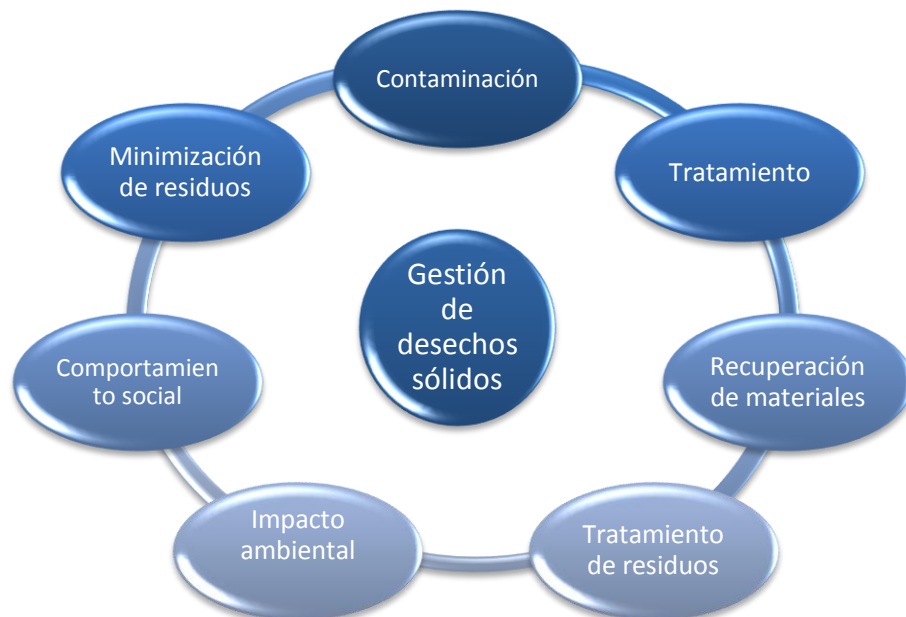 Contaminación
Tratamiento
Recuperación
de materiales
Tratamiento
de residuos
Impacto
ambiental
Comportamien
to social
Minimización
de residuos
Gestión
de
desechos
sólidos